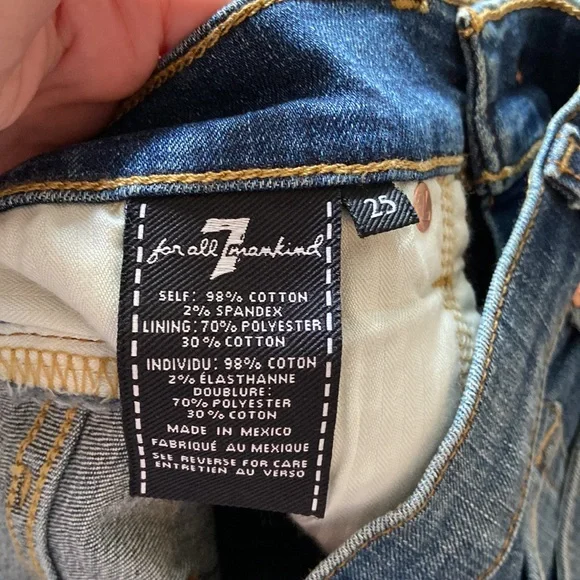 7
for all mankind
25
SELF: 98% COTTON
2% SPANDEX
LINING: 70% POLYESTER
30% COTTON
INDIVIDU: 98% COTON
2% ÉLASTHANNE
DOUBLURE:
70% POLYESTER
30% COTON
MADE IN MEXICO
FABRIQUÉ AU MEXIQUE
SEE REVERSE FOR CARE
ENTRETIEN AU VERSO